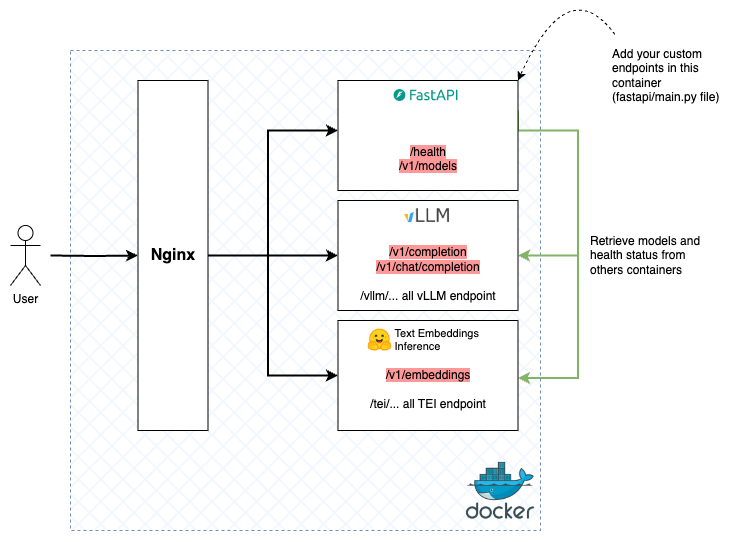 Add your custom
endpoints in this
container
(fastapi/main.py file)
FastAPI
/health
/v1/models
vLLM
/v1/completion
/v1/chat/completion
/vllm/... all vLLM endpoint
Nginx
User
Retrieve models and
health status from
others containers
Text Embeddings
Inference
/v1/embeddings
/tei/... all TEI endpoint
docker